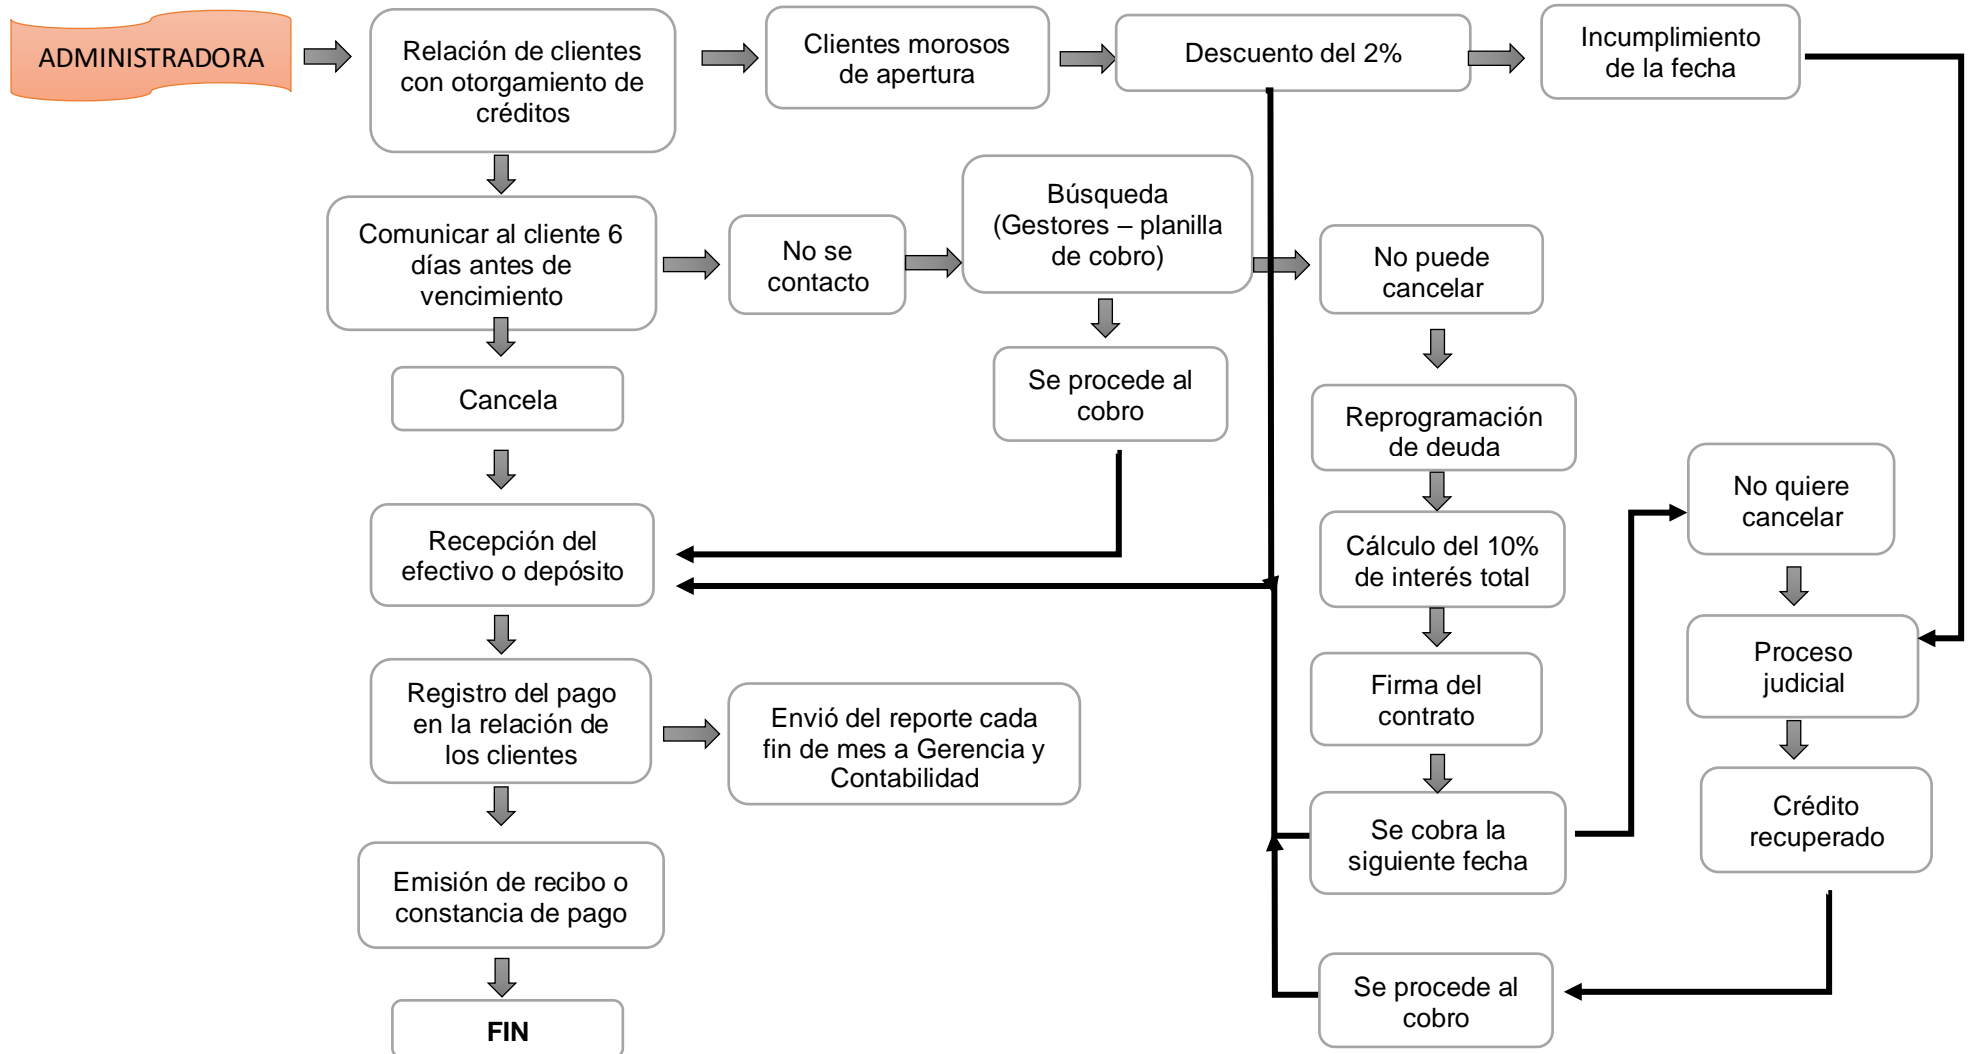 ADMINISTRADORA
Relación de clientes
con otorgamiento de
créditos
Clientes morosos
de apertura
Descuento del 2%
Incumplimiento
de la fecha
Comunicar al cliente 6
días antes de
vencimiento
No se
contacto
Búsqueda
(Gestores – planilla
de cobro)
No puede
cancelar
Cancela
Se procede al
cobro
Reprogramación
de deuda
No quiere
cancelar
Recepción del
efectivo o depósito
Cálculo del 10%
de interés total
Proceso
judicial
Registro del pago
en la relación de
los clientes
Envió del reporte cada
fin de mes a Gerencia y
Contabilidad
Firma del
contrato
Se cobra la
siguiente fecha
Crédito
recuperado
Emisión de recibo o
constancia de pago
Se procede al
cobro
FIN